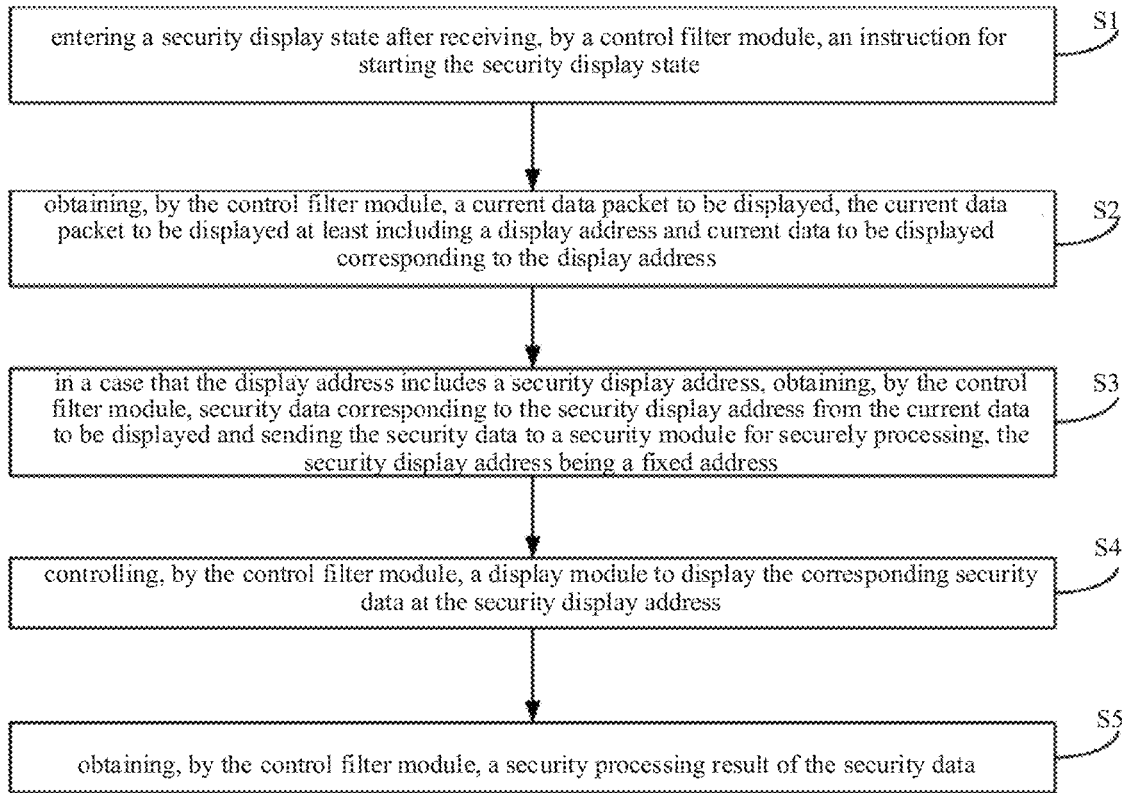 S1
entering a security display state after receiving, by a control filter module, an instruction for
starting the security display state
S2
obtaining, by the control filter module, a current data packet to be displayed, the current data
packet to be displayed at least including a display address and current data to be displayed
corresponding to the display address
S3
in a case that the display address includes a security display address, obtaining, by the control
filter module, security data corresponding to the security display address from the current data
to be displayed and sending the security data to a security module for securely processing, the
security display address being a fixed address
S4
controlling, by the control filter module, a display module to display the corresponding security
data at the security display address
S5
obtaining, by the control filter module, a security processing result of the security data